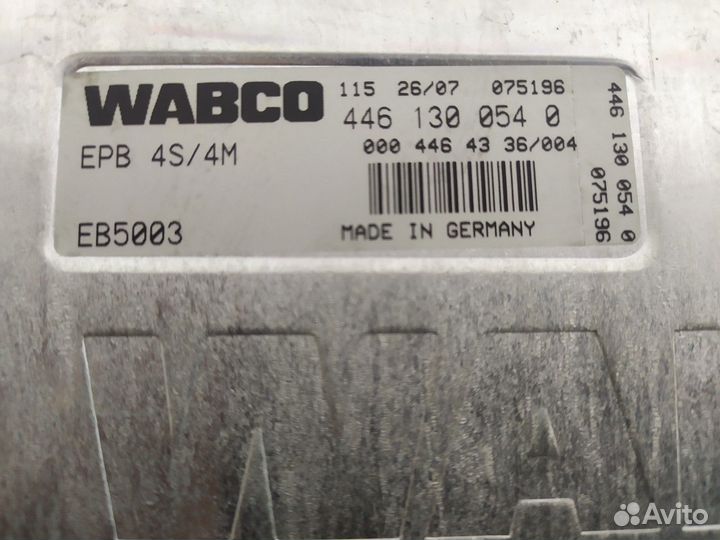 WABCO
115 26/07 075196
446 130 054 0
000 446 43 36/004
EPB 4S/4M
EB5003
MADE IN GERMANY
446 130 054 0
075196
Avito